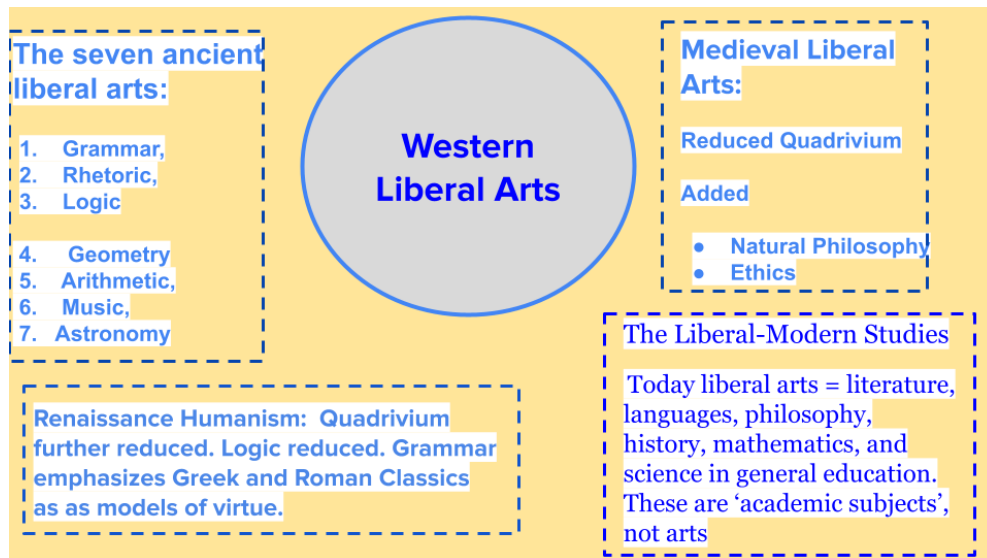 The seven ancient
liberal arts:
1. Grammar,
2. Rhetoric,
3. Logic
4. Geometry
5. Arithmetic,
6. Music,
7. Astronomy
Western
Liberal Arts
Medieval Liberal
Arts:
Reduced Quadrivium
Added
● Natural Philosophy
● Ethics
Renaissance Humanism: Quadrivium
further reduced. Logic reduced. Grammar
emphasizes Greek and Roman Classics
as as models of virtue.
The Liberal-Modern Studies
Today liberal arts = literature,
languages, philosophy,
history, mathematics, and
science in general education.
These are ‘academic subjects’,
not arts